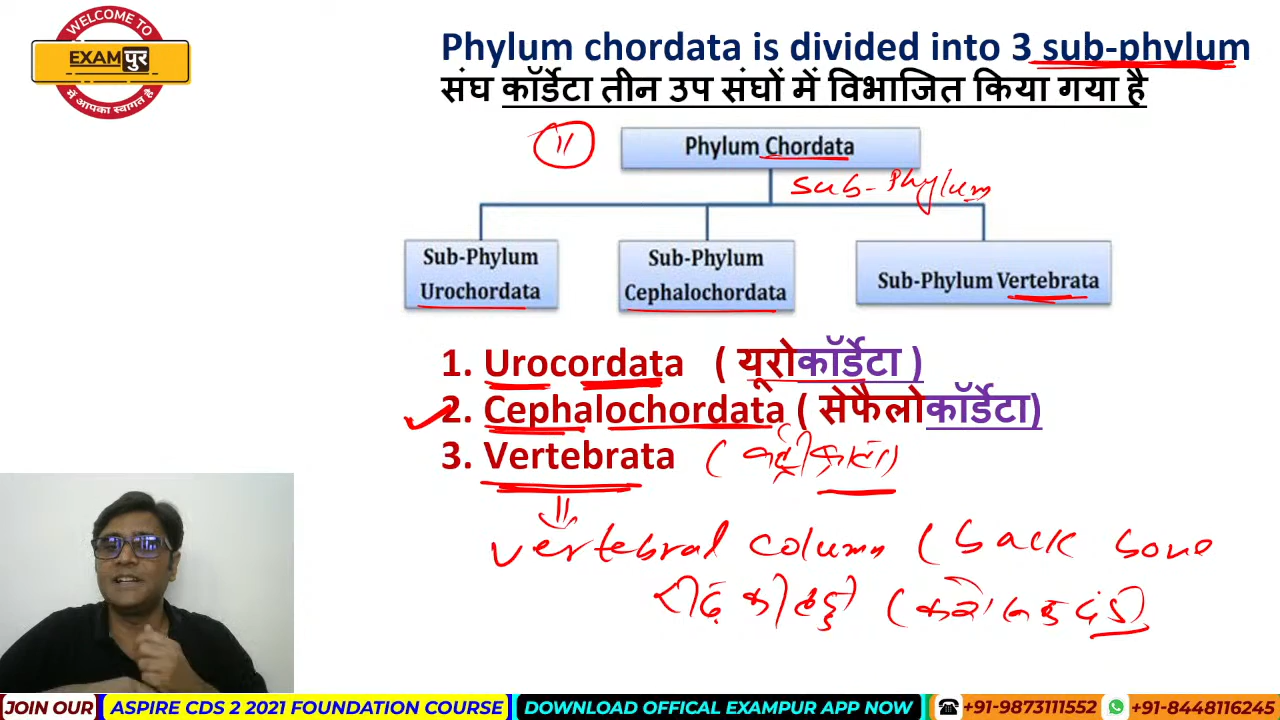 WELCOME TO
EXAMपुर
में आपका स्वागत है
Phylum chordata is divided into 3 sub-phylum
संघ कॉर्डेटा तीन उप संघों में विभाजित किया गया है
11
Phylum Chordata
Sub-Phylum
Sub-Phylum
Urochordata
Sub-Phylum
Cephalochordata
Sub-Phylum Vertebrata
1. Urocordata ( यूरोकॉर्डेटा )
2. Cephalochordata ( सेफैलोकॉर्डेटा)
3. Vertebrata
vertebral column ( back bone
रीढ़ की हड्डी
JOIN OUR ASPIRE CDS 2 2021 FOUNDATION COURSE DOWNLOAD OFFICAL EXAMPUR APP NOW +91-9873111552 +91-8448116245